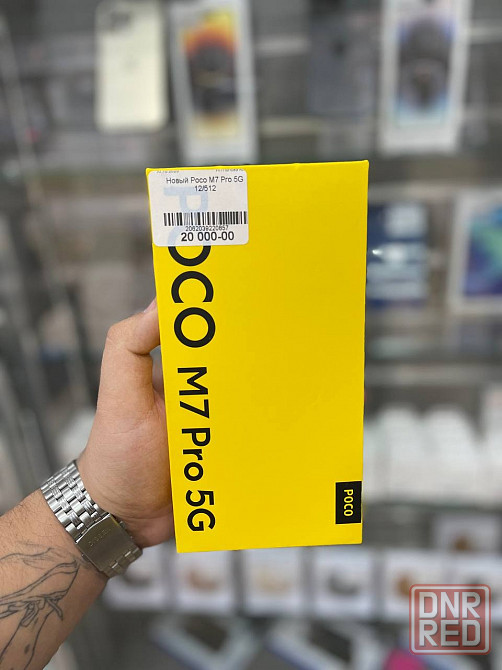 Новый Poco M7 Pro 5G
12/512
2062039220857
20 000-00
POCO M7 Pro 5G
POCO
DNR
RED